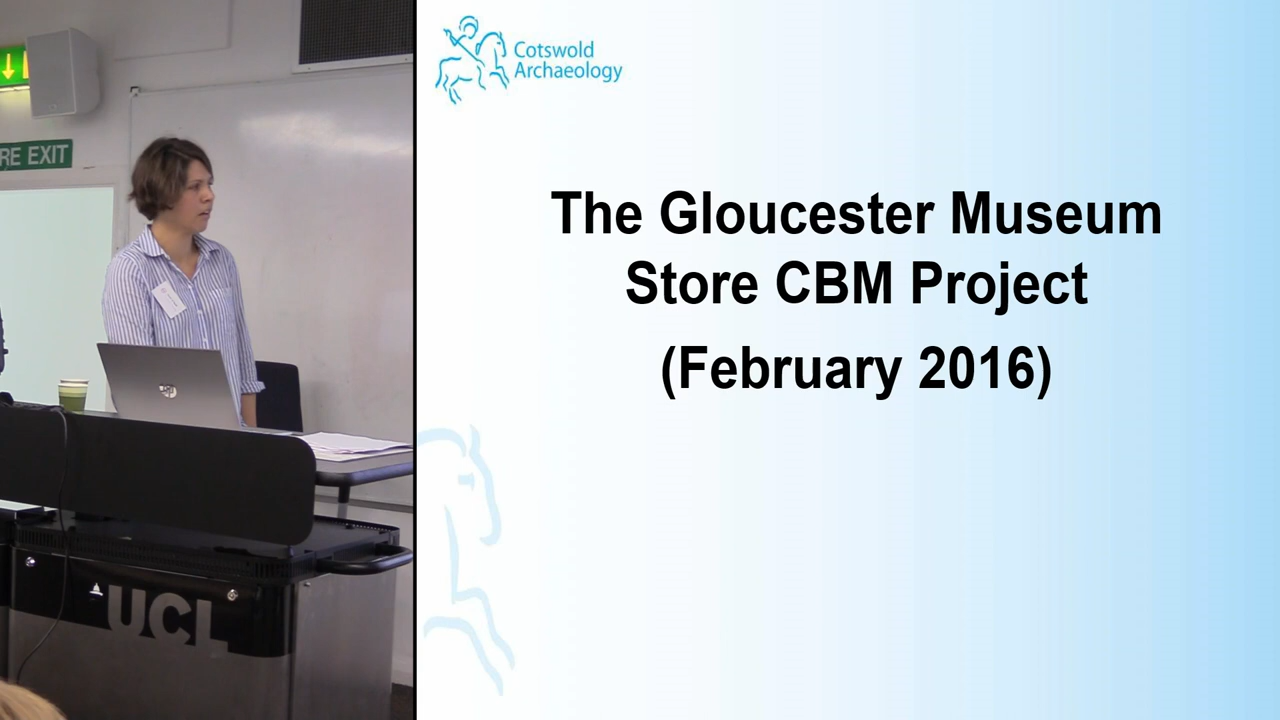 RE EXIT
UCL
Cotswold
Archaeology
The Gloucester Museum
Store CBM Project
(February 2016)